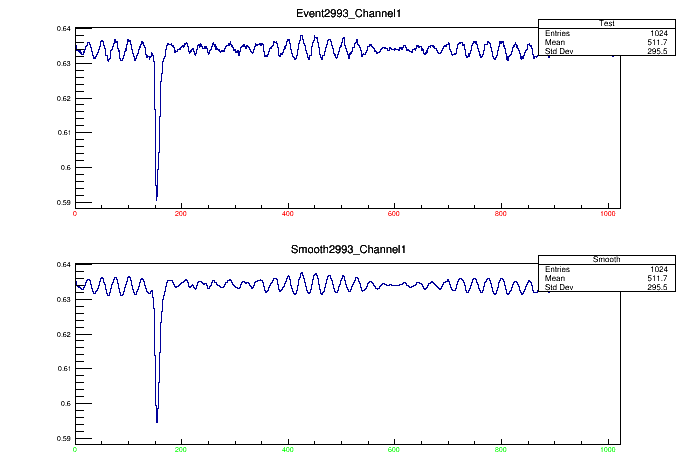 Event2993_Channel1
Test
Entries 1024
Mean 511.7
Std Dev 295.5
0.64
0.63
0.62
0.61
0.6
0.59
0 200 400 600 800 1000
Smooth2993_Channel1
Smooth
Entries 1024
Mean 511.7
Std Dev 295.5
0.64
0.63
0.62
0.61
0.6
0.59
0 200 400 600 800 1000